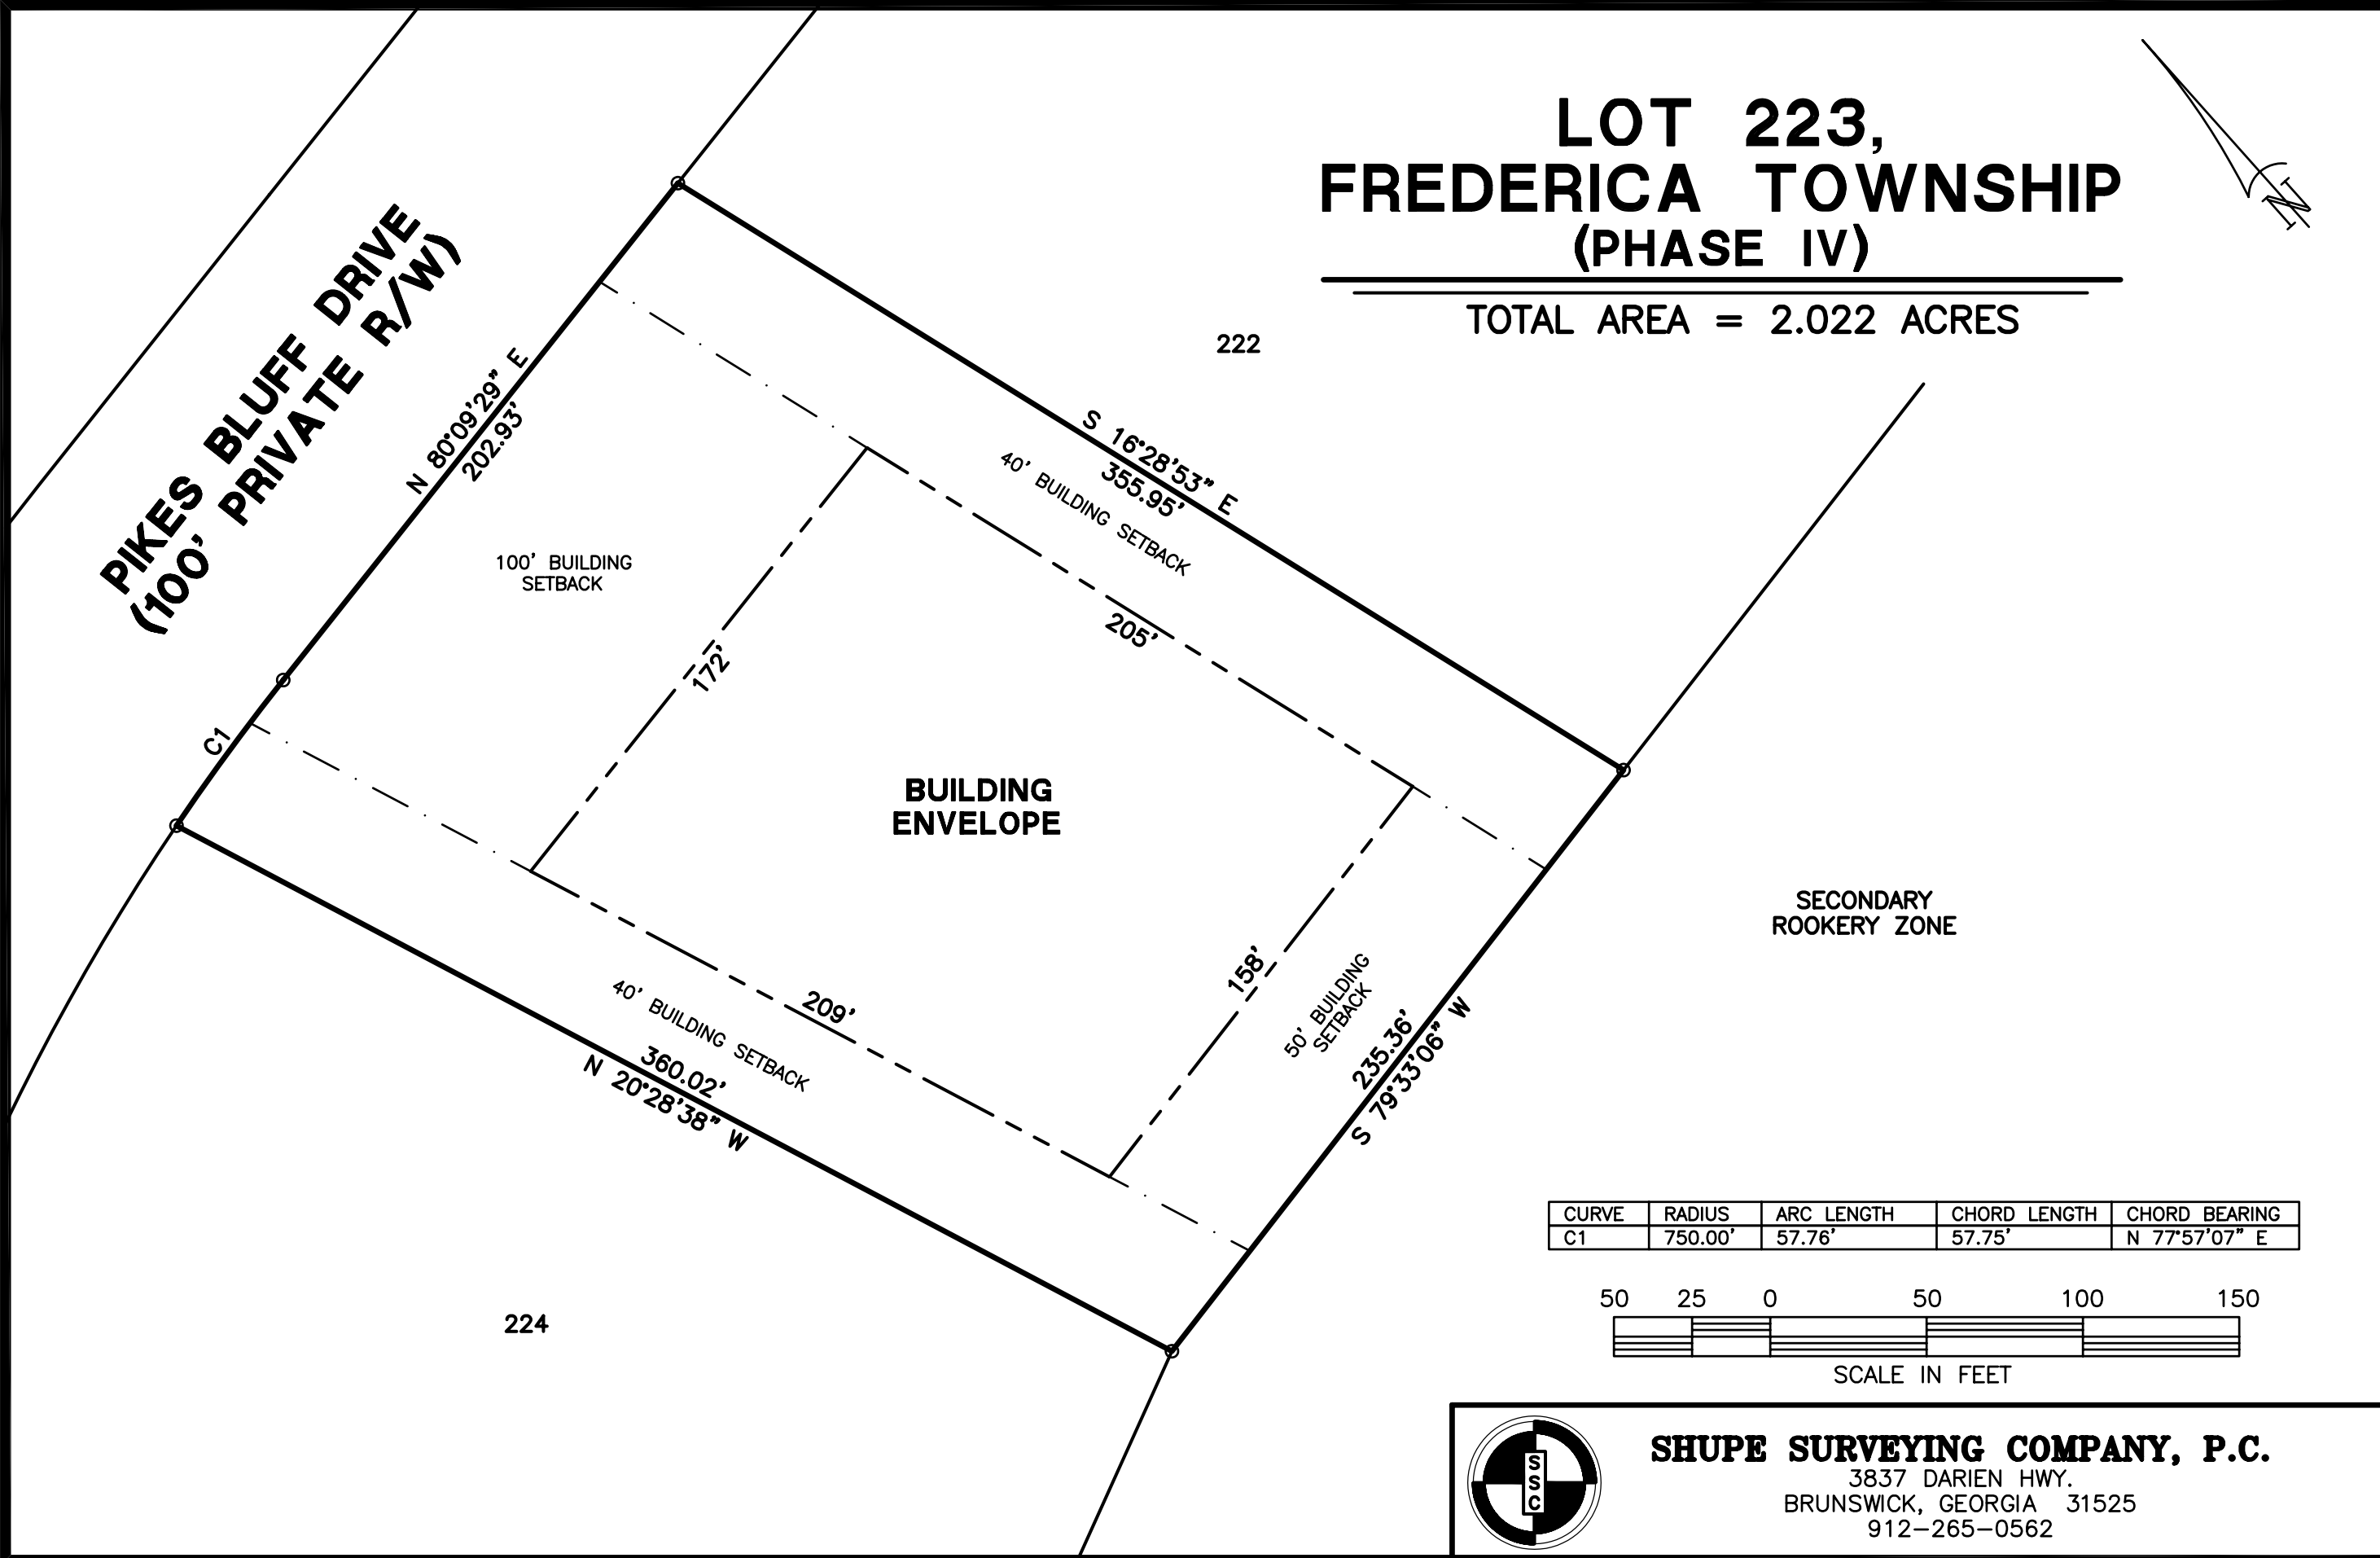 LOT 223,
FREDERICA TOWNSHIP
(PHASE IV)
TOTAL AREA = 2.022 ACRES
N
PIKES BLUFF DRIVE
(100' PRIVATE R/W)
N 80°09'29" E
202.93'
222
S 16°28'53" E
355.95'
40' BUILDING SETBACK
205'
100' BUILDING
SETBACK
172'
C1
BUILDING
ENVELOPE
158'
50' BUILDING
SETBACK
235.36'
S 79°33'06" W
SECONDARY
ROOKERY ZONE
209'
40' BUILDING SETBACK
360.02'
N 20°28'38" W
224
CURVE RADIUS ARC LENGTH CHORD LENGTH CHORD BEARING
C1 750.00' 57.76' 57.75' N 77°57'07" E
50 25 0 50 100 150
SCALE IN FEET
SSC
SHUPE SURVEYING COMPANY, P.C.
3837 DARIEN HWY.
BRUNSWICK, GEORGIA 31525
912-265-0562